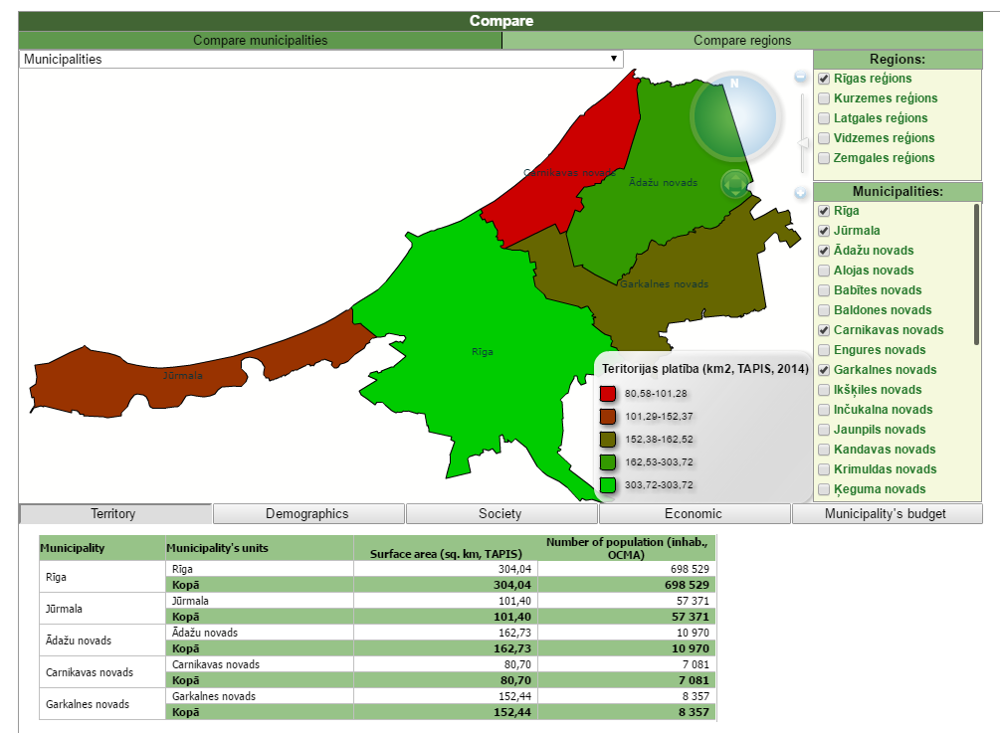 Compare
Compare municipalities
Compare regions
Municipalities
Regions:
Rīgas reģions
Kurzemes reģions
Latgales reģions
Vidzemes reģions
Zemgales reģions
Municipalities:
Rīga
Jūrmala
Ādažu novads
Alojas novads
Babītes novads
Baldones novads
Carnikavas novads
Engures novads
Garkalnes novads
Ikšķiles novads
Inčukalna novads
Jaunpils novads
Kandavas novads
Krimuldas novads
Ķeguma novads
N
Carnikavas novads
Ādažu novads
Garkalnes novads
Rīga
Jūrmala
Teritorijas platība (km2, TAPIS, 2014)
80,58-101,28
101,29-152,37
152,38-162,52
162,53-303,72
303,72-303,72
Territory
Demographics
Society
Economic
Municipality's budget
Municipality Municipality's units Surface area (sq. km, TAPIS) Number of population (inhab., 
OCMA)
Rīga
Rīga 304,04 698 529
Kopā 304,04 698 529
Jūrmala
Jūrmala 101,40 57 371
Kopā 101,40 57 371
Ādažu novads
Ādažu novads 162,73 10 970
Kopā 162,73 10 970
Carnikavas novads
Carnikavas novads 80,70 7 081
Kopā 80,70 7 081
Garkalnes novads
Garkalnes novads 152,44 8 357
Kopā 152,44 8 357